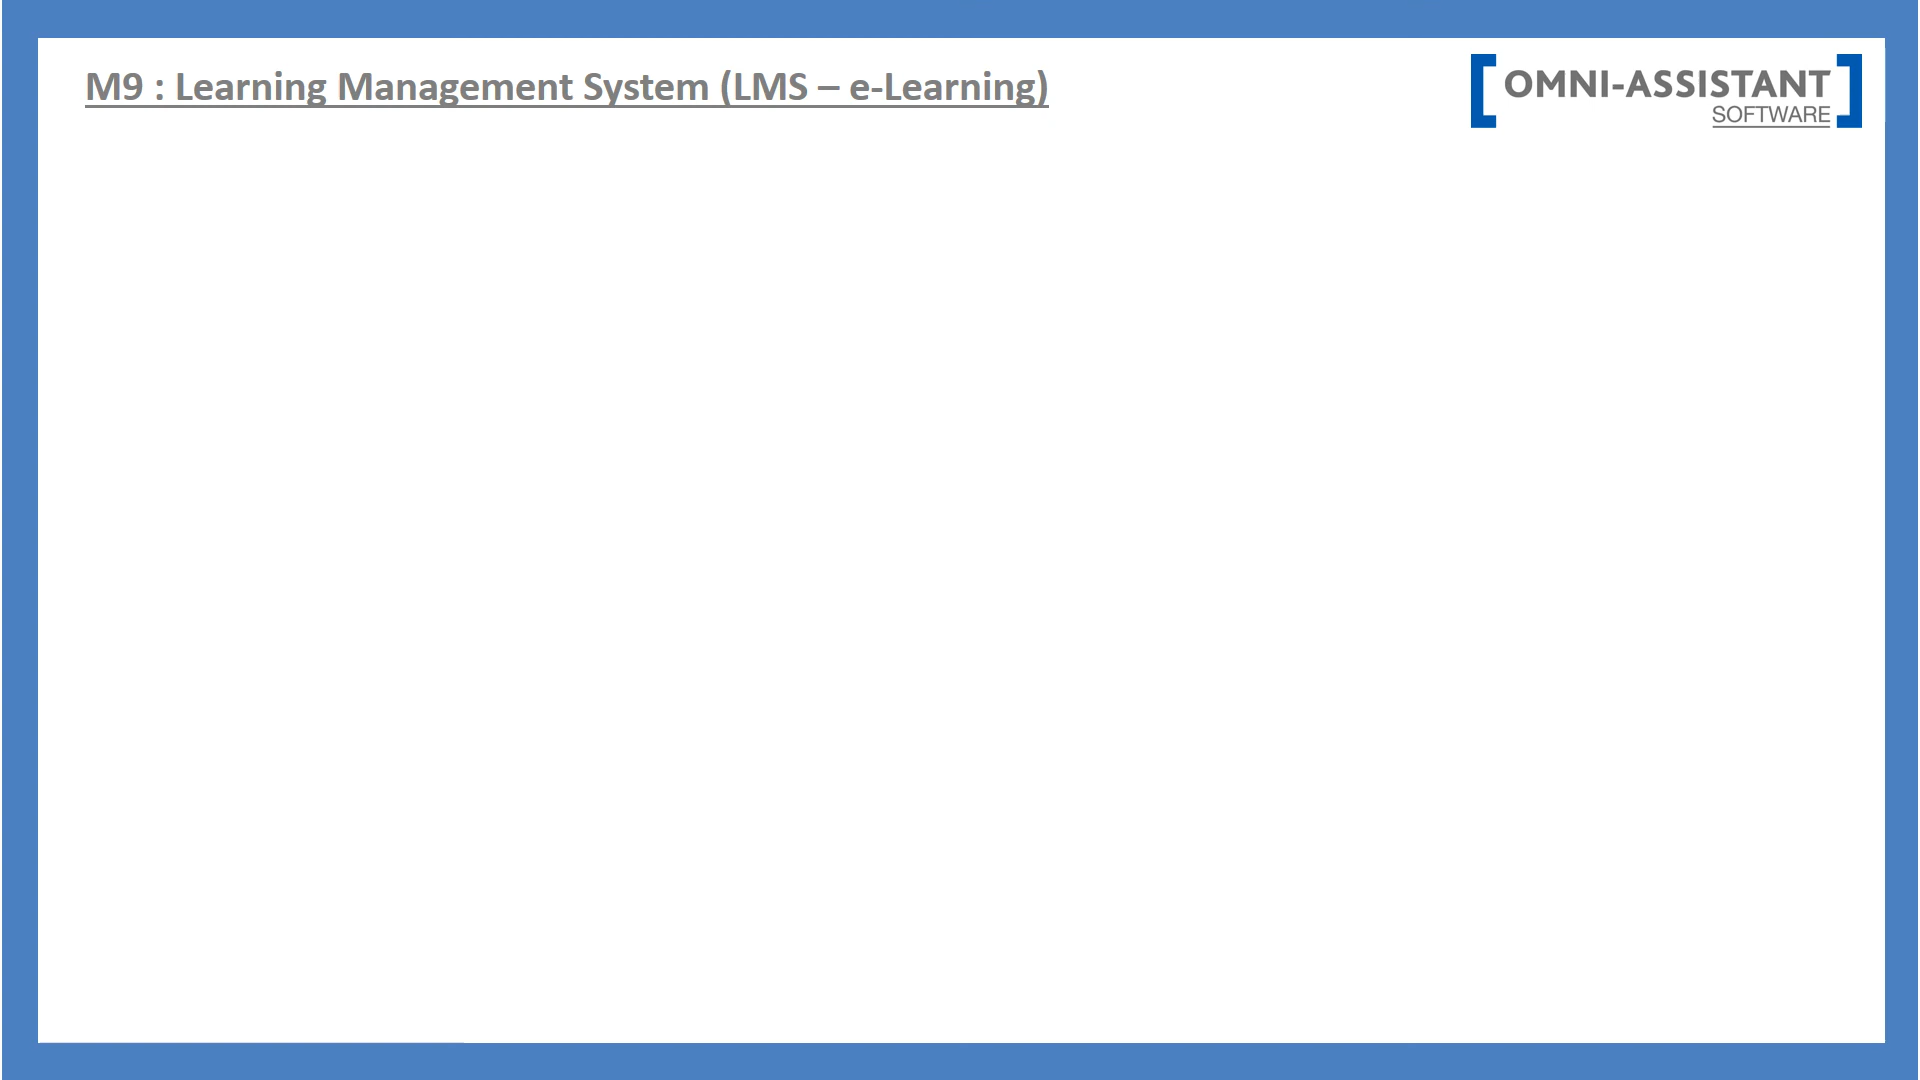 M9 : Learning Management System (LMS – e-Learning)
OMNI-ASSISTANT
SOFTWARE